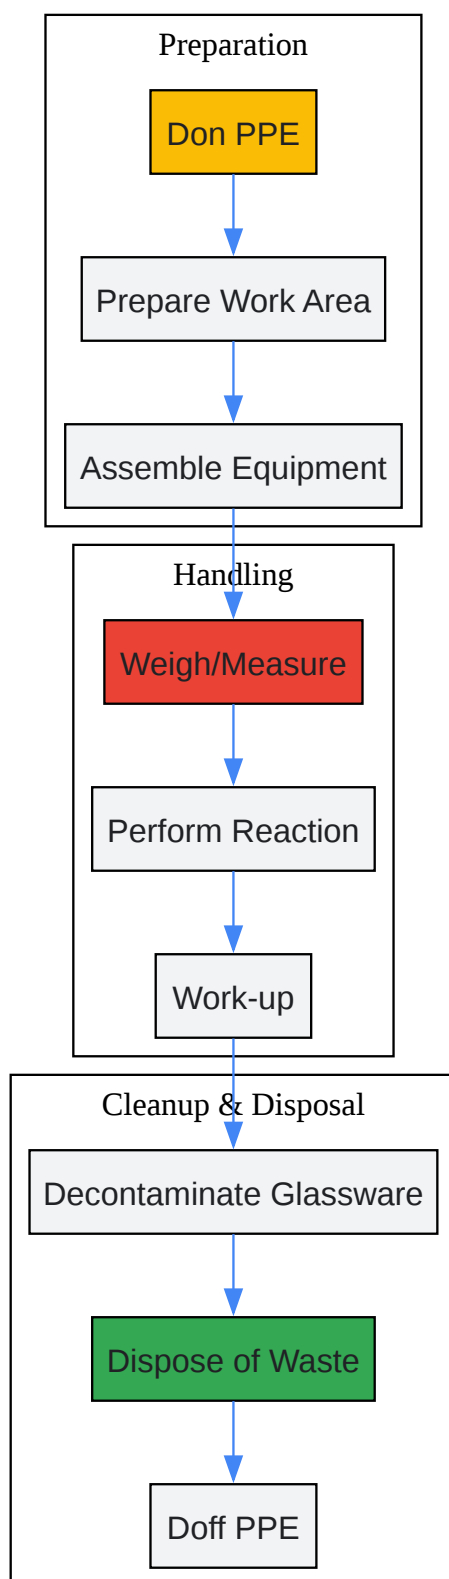 Preparation
Don PPE
Prepare Work Area
Assemble Equipment
Handling
Weigh/Measure
Perform Reaction
Work-up
Cleanup & Disposal
Decontaminate Glassware
Dispose of Waste
Doff PPE